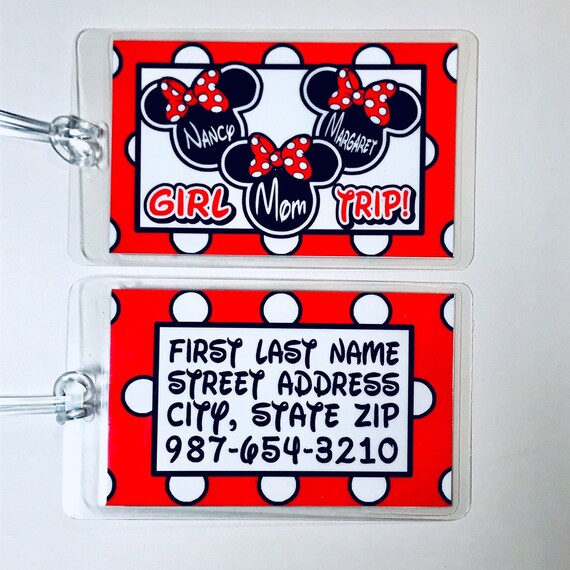 NANCY
MARGARET
Mom
GIRL TRIP!
FIRST LAST NAME
STREET ADDRESS
CITY, STATE ZIP
987-654-3210